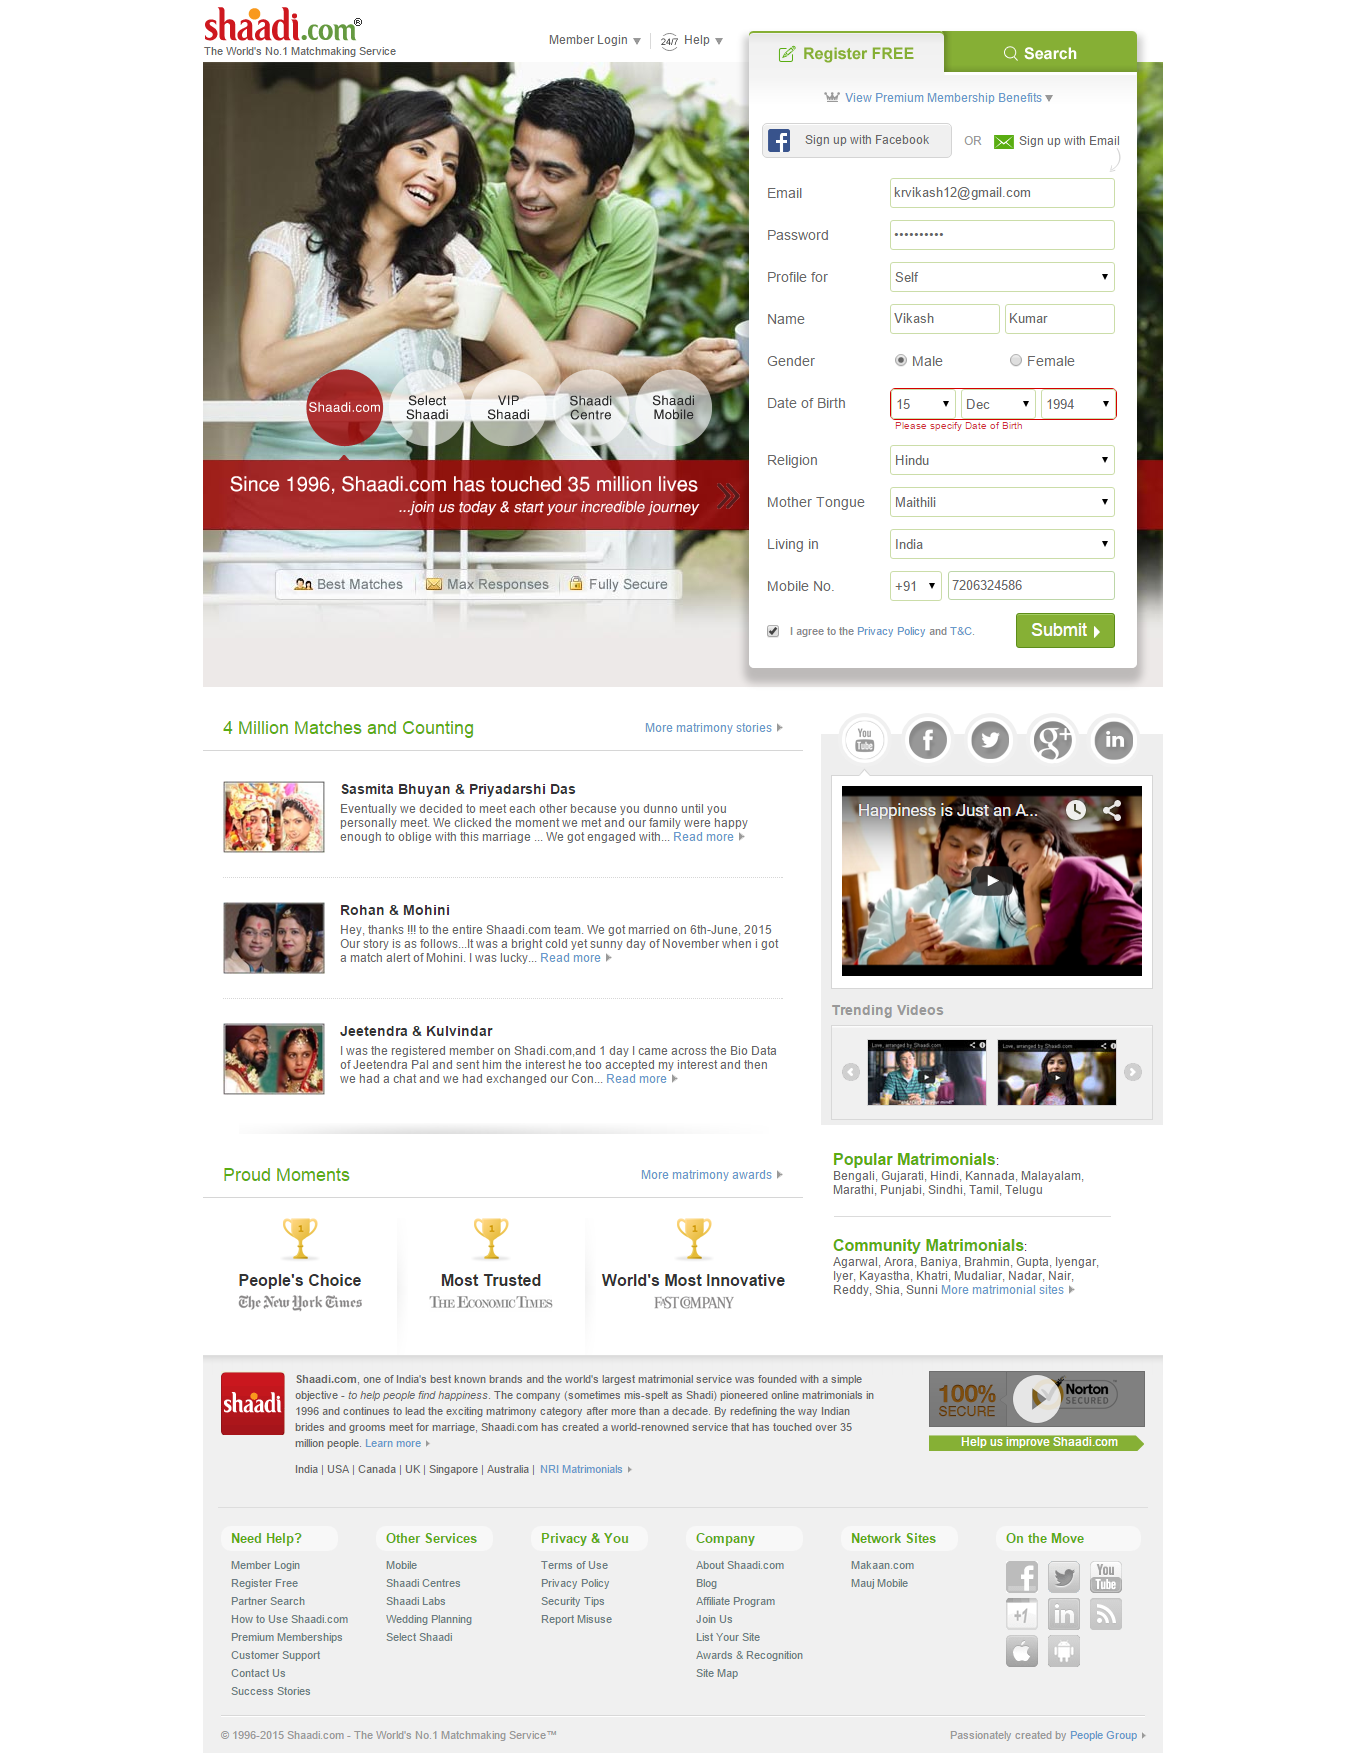 shaadi.com®
The World's No.1 Matchmaking Service
Member Login
24/7 Help
Register FREE
Search
View Premium Membership Benefits
Sign up with Facebook
OR
Sign up with Email
Email
krvikash12@gmail.com
Password
••••••••••
Profile for
Self
Name
Vikash
Kumar
Gender
Male
Female
Date of Birth
15
Dec
1994
Please specify Date of Birth
Religion
Hindu
Mother Tongue
Maithili
Living in
India
Mobile No.
+91
7206324586
I agree to the Privacy Policy and T&C.
Submit
Shaadi.com
Select
Shaadi
VIP
Shaadi
Shaadi
Centre
Shaadi
Mobile
Since 1996, Shaadi.com has touched 35 million lives
...join us today & start your incredible journey
Best Matches
Max Responses
Fully Secure
4 Million Matches and Counting
More matrimony stories
Sasmita Bhuyan & Priyadarshi Das
Eventually we decided to meet each other because you dunno until you
personally meet. We clicked the moment we met and our family were happy
enough to oblige with this marriage ... We got engaged with... Read more
Rohan & Mohini
Hey, thanks !!! to the entire Shaadi.com team. We got married on 6th-June, 2015
Our story is as follows...It was a bright cold yet sunny day of November when i got
a match alert of Mohini. I was lucky... Read more
Jeetendra & Kulvindar
I was the registered member on Shadi.com,and 1 day I came across the Bio Data
of Jeetendra Pal and sent him the interest he too accepted my interest and then
we had a chat and we had exchanged our Con... Read more
You
Tube
f
g+
in
Happiness is Just an A...
Trending Videos
Love, arranged by Shaadi.com
Love, arranged by Shaadi.com
Proud Moments
More matrimony awards
1
People's Choice
The New York Times
1
Most Trusted
THE ECONOMIC TIMES
1
World's Most Innovative
FAST COMPANY
Popular Matrimonials:
Bengali, Gujarati, Hindi, Kannada, Malayalam,
Marathi, Punjabi, Sindhi, Tamil, Telugu
Community Matrimonials:
Agarwal, Arora, Baniya, Brahmin, Gupta, Iyengar,
Iyer, Kayastha, Khatri, Mudaliar, Nadar, Nair,
Reddy, Shia, Sunni More matrimonial sites
shaadi
Shaadi.com, one of India's best known brands and the world's largest matrimonial service was founded with a simple
objective - to help people find happiness. The company (sometimes mis-spelt as Shadi) pioneered online matrimonials in
1996 and continues to lead the exciting matrimony category after more than a decade. By redefining the way Indian
brides and grooms meet for marriage, Shaadi.com has created a world-renowned service that has touched over 35
million people. Learn more
India | USA | Canada | UK | Singapore | Australia | NRI Matrimonials
100%
SECURE
Norton
SECURED
Help us improve Shaadi.com
Need Help?
Member Login
Register Free
Partner Search
How to Use Shaadi.com
Premium Memberships
Customer Support
Contact Us
Success Stories
Other Services
Mobile
Shaadi Centres
Shaadi Labs
Wedding Planning
Select Shaadi
Privacy & You
Terms of Use
Privacy Policy
Security Tips
Report Misuse
Company
About Shaadi.com
Blog
Affiliate Program
Join Us
List Your Site
Awards & Recognition
Site Map
Network Sites
Makaan.com
Mauj Mobile
On the Move
f
You
Tube
+1
in
© 1996-2015 Shaadi.com - The World's No.1 Matchmaking Service™
Passionately created by People Group